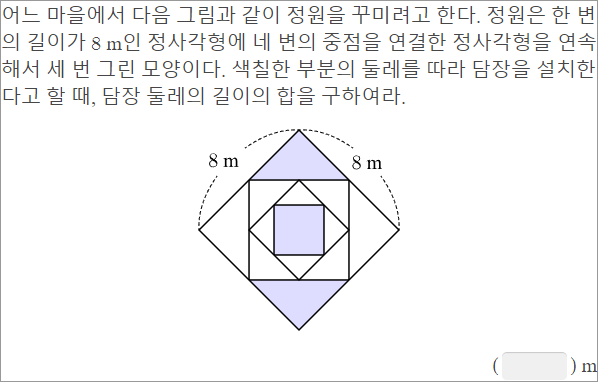 어느 마을에서 다음 그림과 같이 정원을 꾸미려고 한다. 정원은 한 변
의 길이가 8 m인 정사각형에 네 변의 중점을 연결한 정사각형을 연속
해서 세 번 그린 모양이다. 색칠한 부분의 둘레를 따라 담장을 설치한
다고 할 때, 담장 둘레의 길이의 합을 구하여라.
8 m
8 m
( ) m